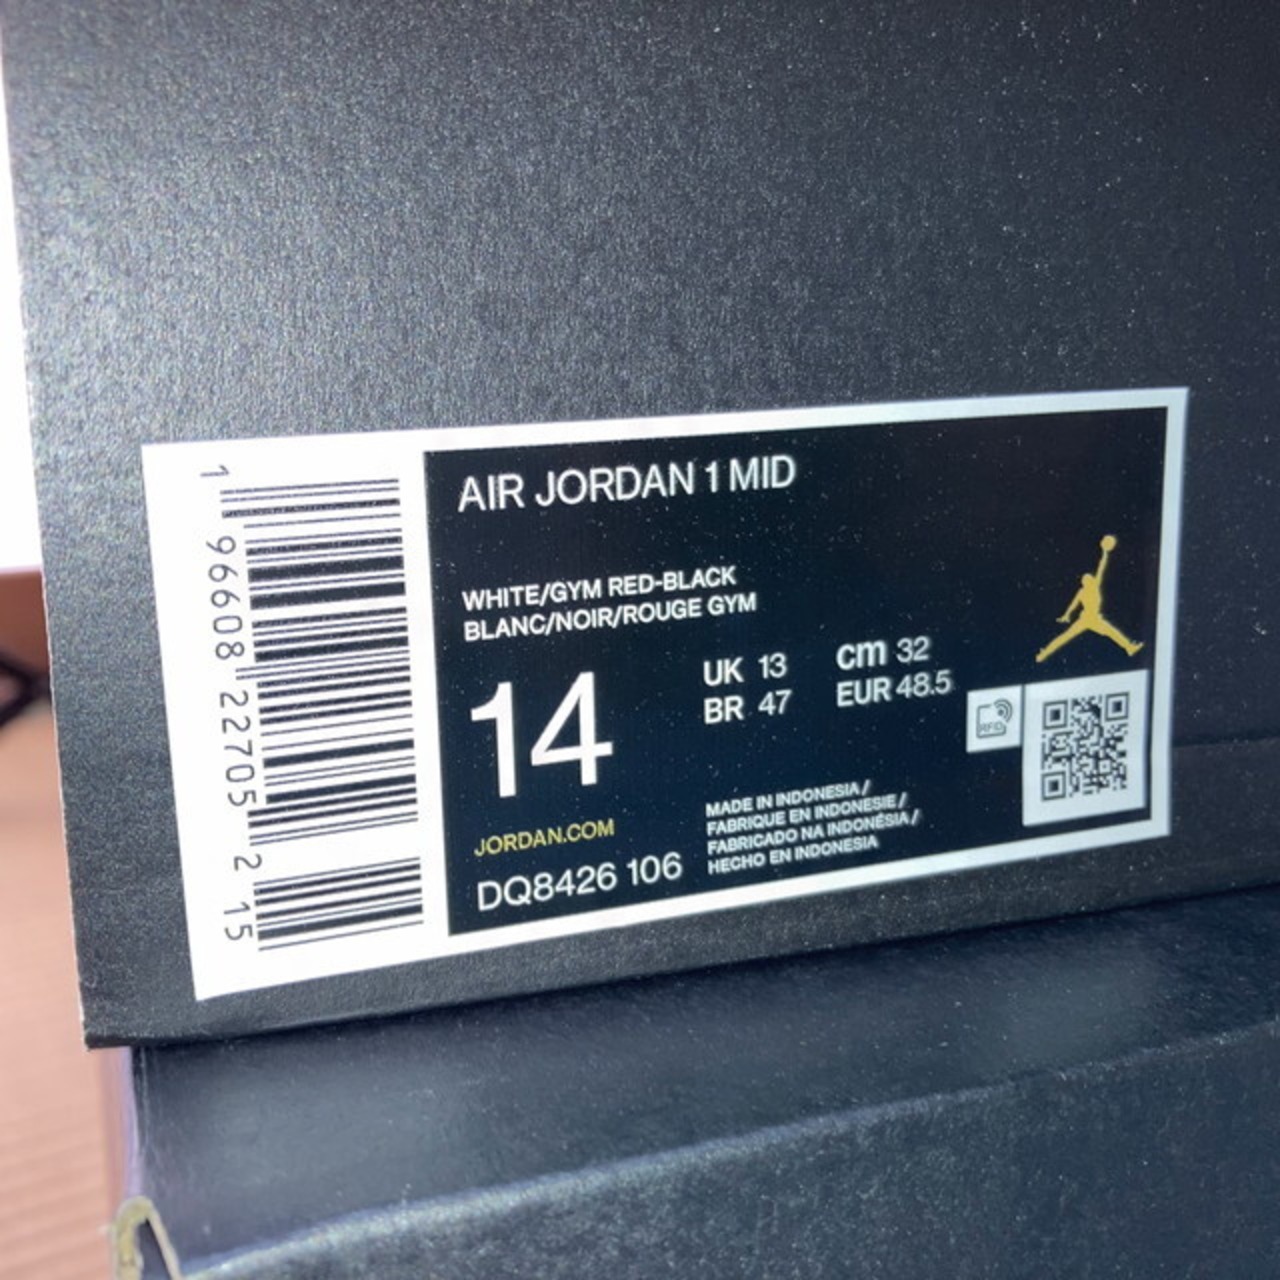 1 96608 22705 2 15
AIR JORDAN 1 MID
WHITE/GYM RED-BLACK
BLANC/NOIR/ROUGE GYM
14
UK 13
BR 47
cm 32
EUR 48.5
RFID
JORDAN.COM
DQ8426 106
MADE IN INDONESIA /
FABRIQUE EN INDONESIE /
FABRICADO NA INDONÉSIA /
HECHO EN INDONESIA